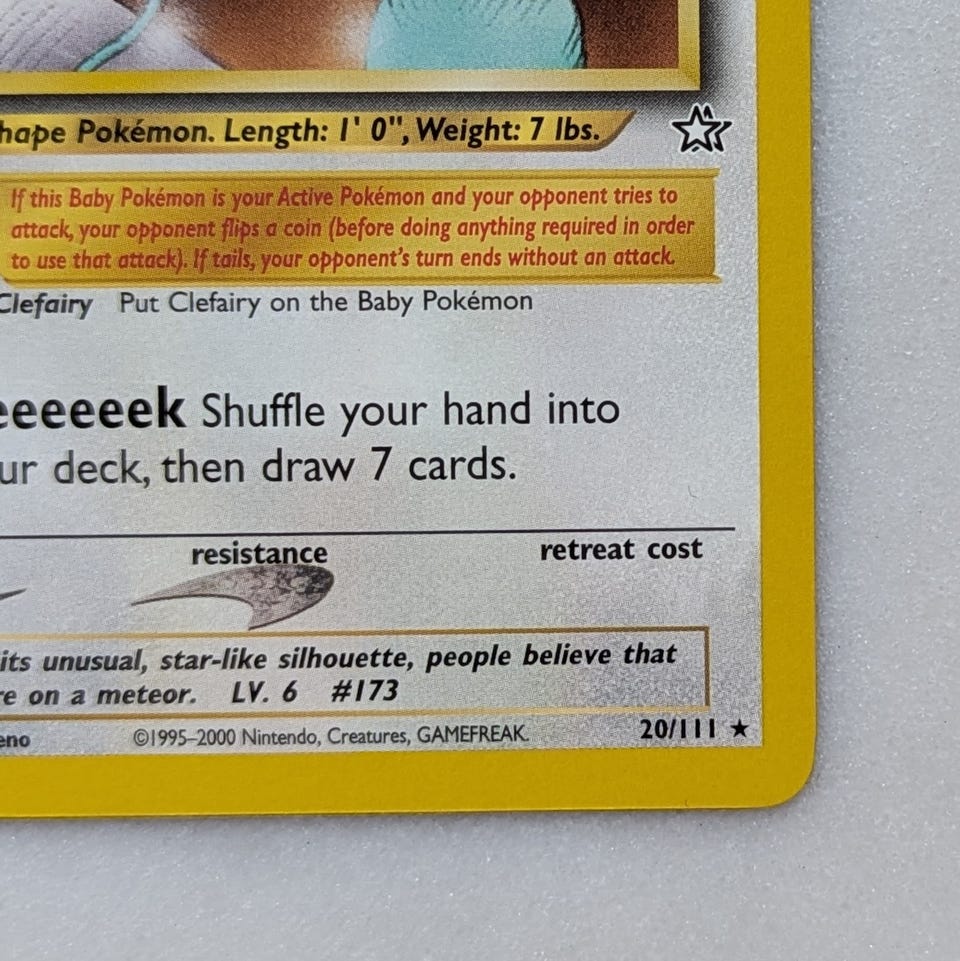 hape Pokémon. Length: 1' 0", Weight: 7 lbs.
If this Baby Pokémon is your Active Pokémon and your opponent tries to
attack, your opponent flips a coin (before doing anything required in order
to use that attack). If tails, your opponent's turn ends without an attack.
Clefairy Put Clefairy on the Baby Pokémon
eeeeeek Shuffle your hand into
ur deck, then draw 7 cards.
resistance retreat cost
its unusual, star-like silhouette, people believe that
re on a meteor. LV. 6 #173
eno ©1995–2000 Nintendo, Creatures, GAMEFREAK. 20/111 ★